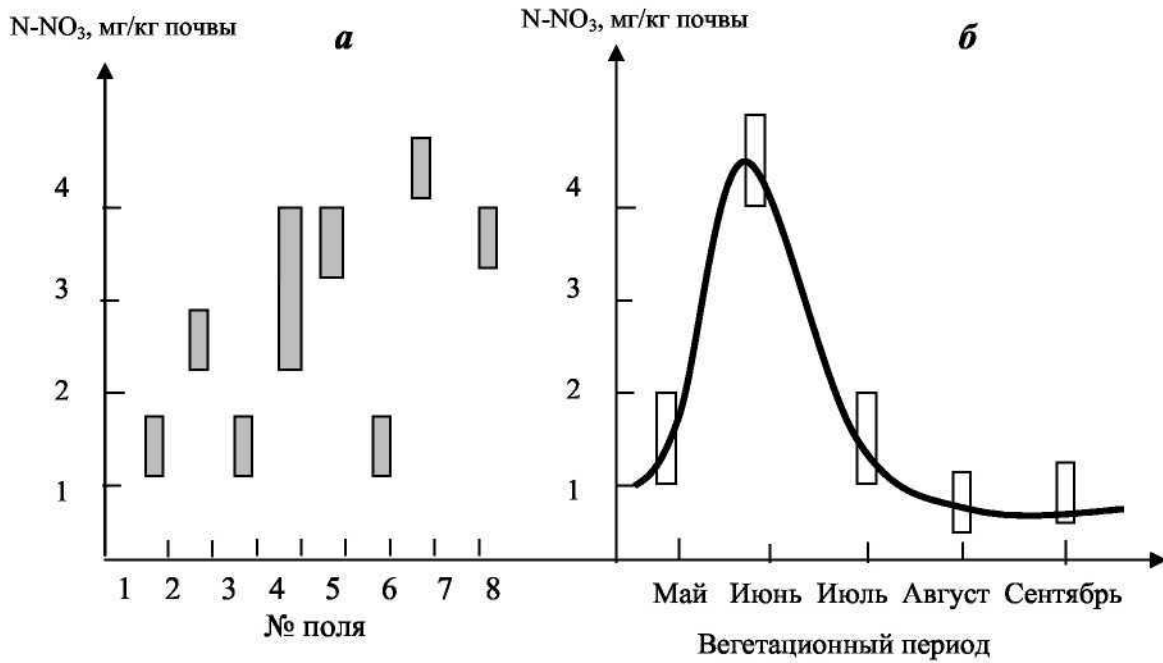 N-NO₃, мг/кг почвы
а
4
3
2
1
1 2 3 4 5 6 7 8
№ поля
N-NO₃, мг/кг почвы
б
4
3
2
1
Май Июнь Июль Август Сентябрь
Вегетационный период